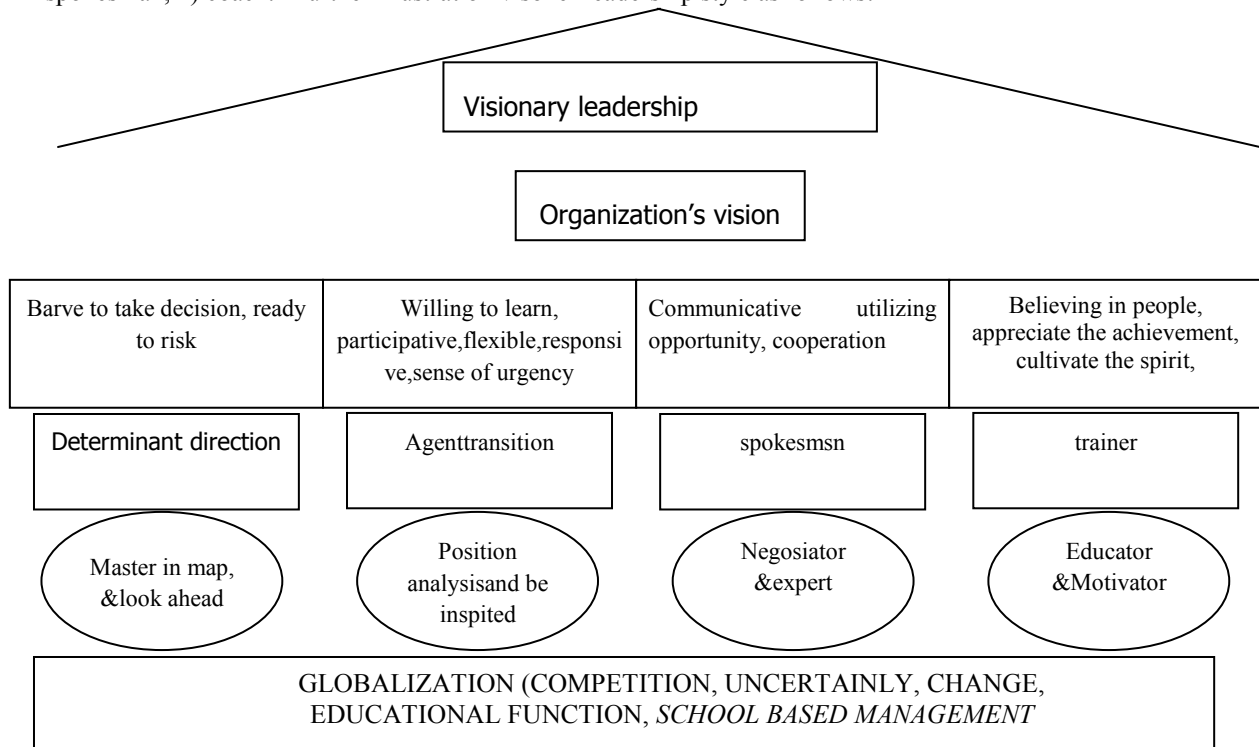 Visionary leadership
Organization's vision
Barve to take decision, ready
to risk
Willing to learn,
participative,flexible,responsi
ve,sense of urgency
Communicative utilizing
opportunity, cooperation
Believing in people,
appreciate the achievement,
cultivate the spirit,
Determinant direction
Agenttransition
spokesmsn
trainer
Master in map,
&look ahead
Position
analysisand be
inspited
Negosiator
&expert
Educator
&Motivator
GLOBALIZATION (COMPETITION, UNCERTAINLY, CHANGE,
EDUCATIONAL FUNCTION, SCHOOL BASED MANAGEMENT